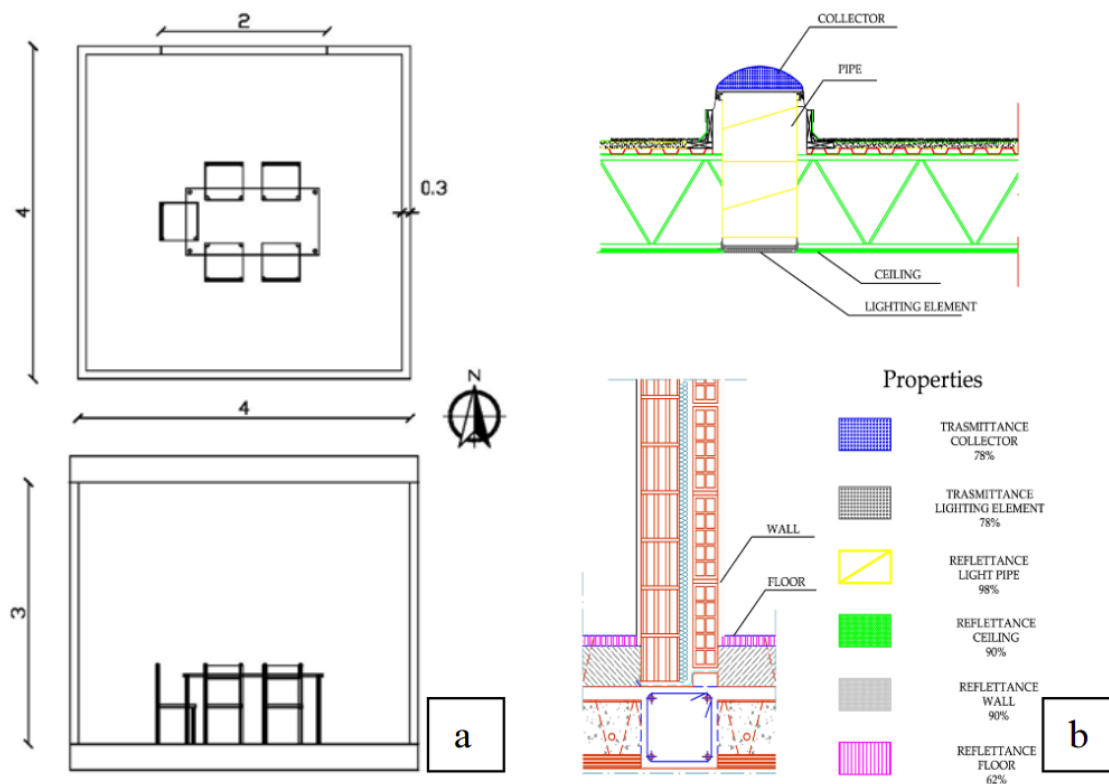 2
4
0.3
N
4
3
a
COLLECTOR
PIPE
CEILING
LIGHTING ELEMENT
WALL
FLOOR
Properties
TRASMITTANCE
COLLECTOR
78%
TRASMITTANCE
LIGHTING ELEMENT
78%
REFLETTANCE
LIGHT PIPE
98%
REFLETTANCE
CEILING
90%
REFLETTANCE
WALL
90%
REFLETTANCE
FLOOR
62%
b